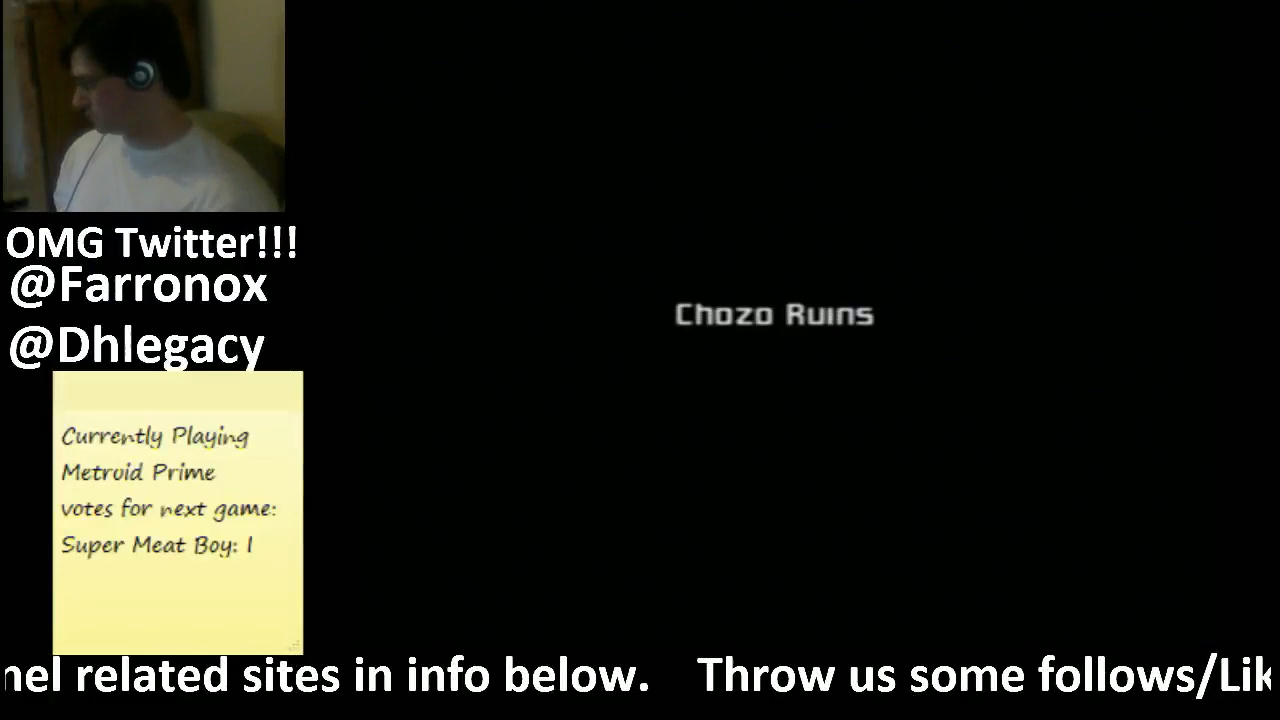 OMG Twitter!!!
@Farronox
@Dhlegacy
Chozo Ruins
Currently Playing
Metroid Prime
votes for next game:
Super Meat Boy: 1
nel related sites in info below. Throw us some follows/Lik